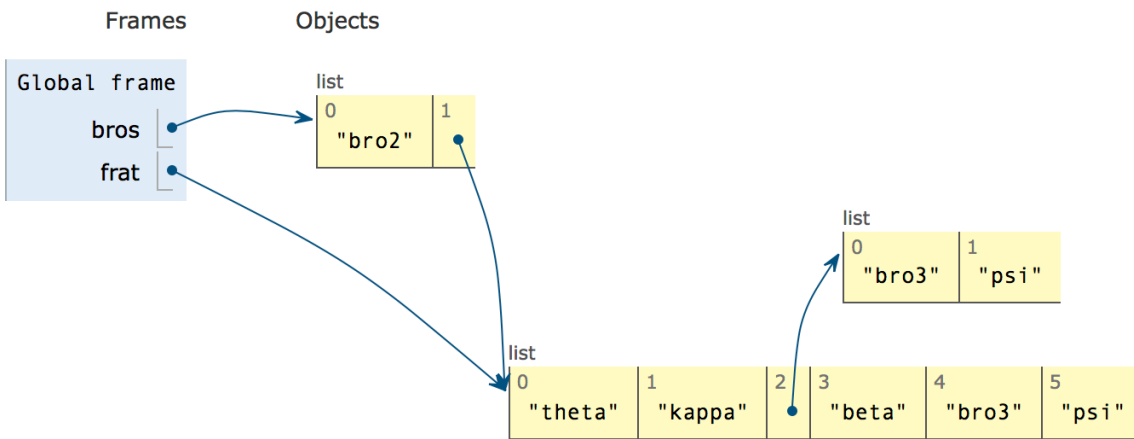 Frames Objects
Global frame
bros
frat
list
0 1
"bro2"
list
0 1
"bro3" "psi"
list
0 1 2 3 4 5
"theta" "kappa" "beta" "bro3" "psi"